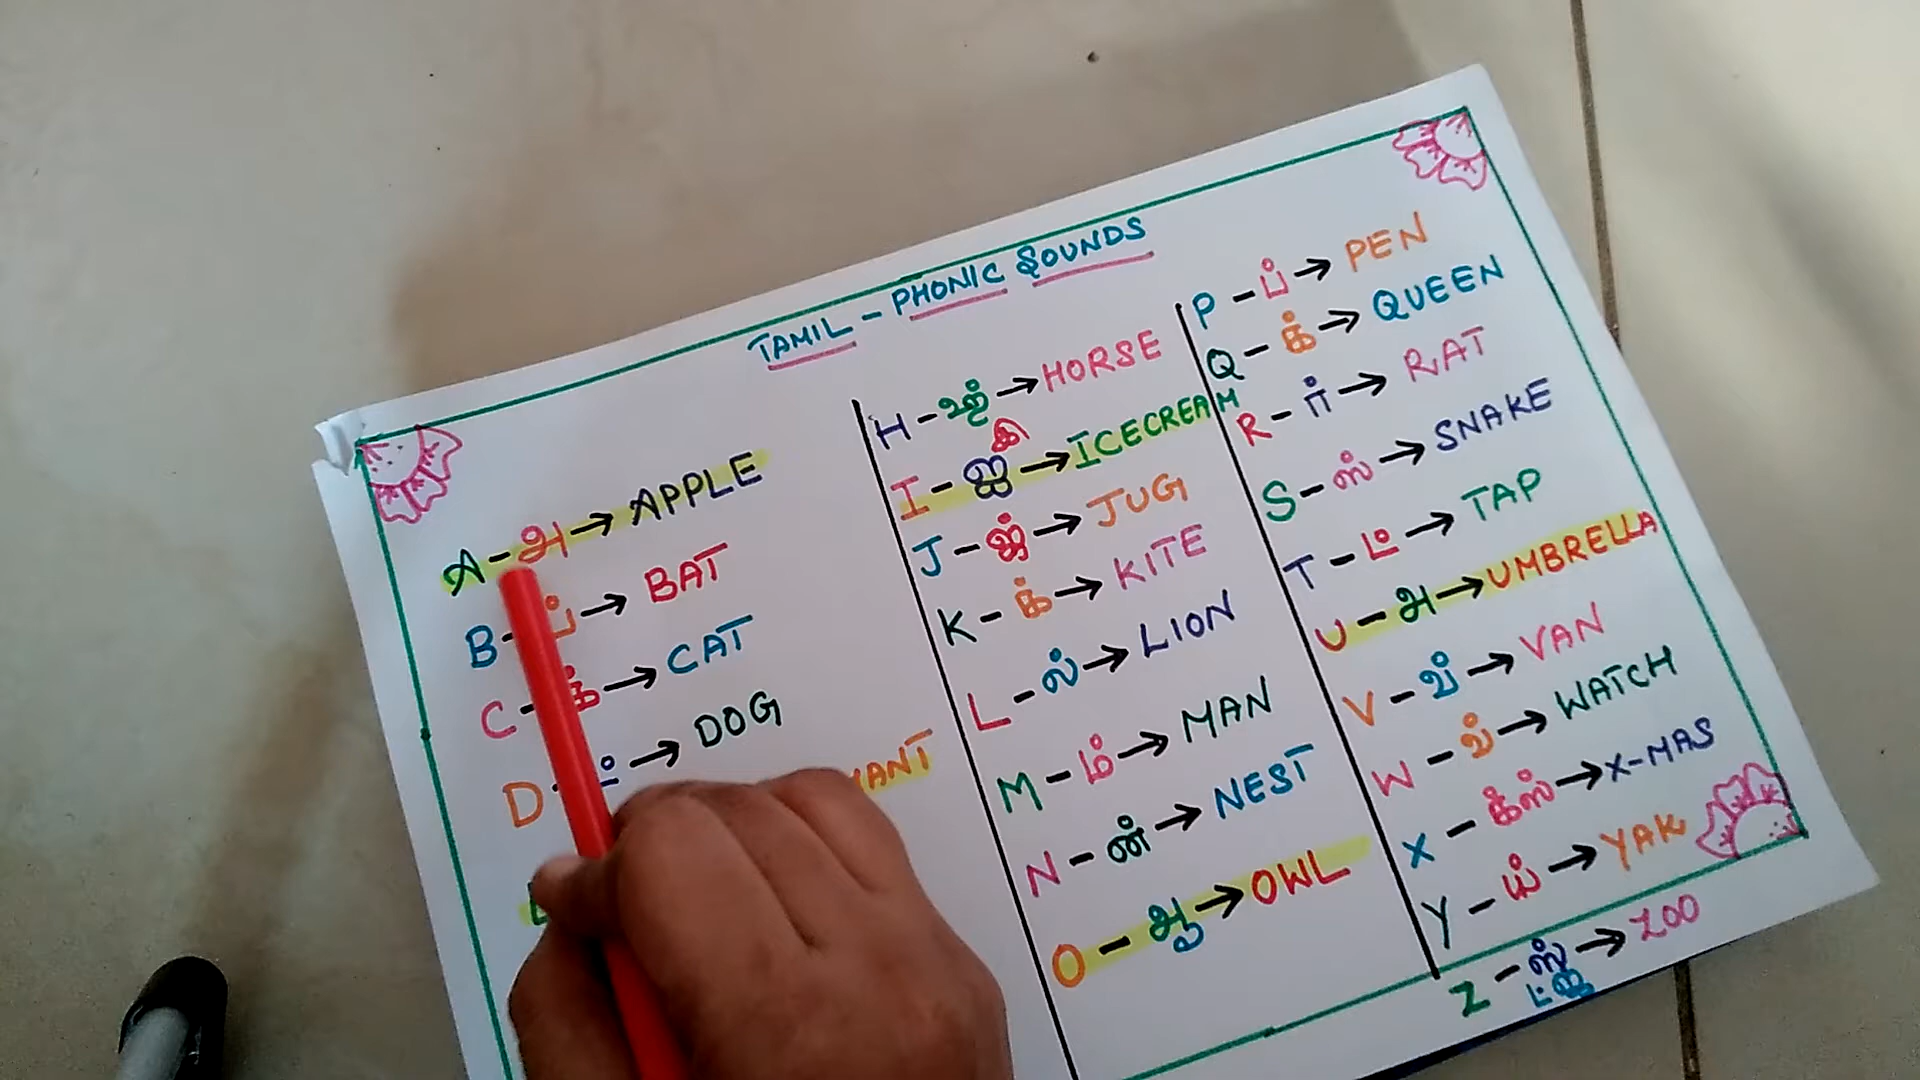 TAMIL - PHONIC SOUNDS
A - அ → APPLE
B - ப் → BAT
C - க் → CAT
D - → DOG
H - ஹ் → HORSE
இ
I - ஐ → ICECREAM
J - ஜ் → JUG
K - க் → KITE
L - ல் → LION
M - ம் → MAN
N - ன் → NEST
O - → OWL
P - ப் → PEN
Q - க் → QUEEN
R - ர் → RAT
S - ஸ் → SNAKE
T - ட் → TAP
U - அ → UMBRELLA
V - வ் → VAN
W - வ் → WATCH
X - க்ஸ் → X-MAS
Y - ய் → YAK
Z - ஸ் → ZOO